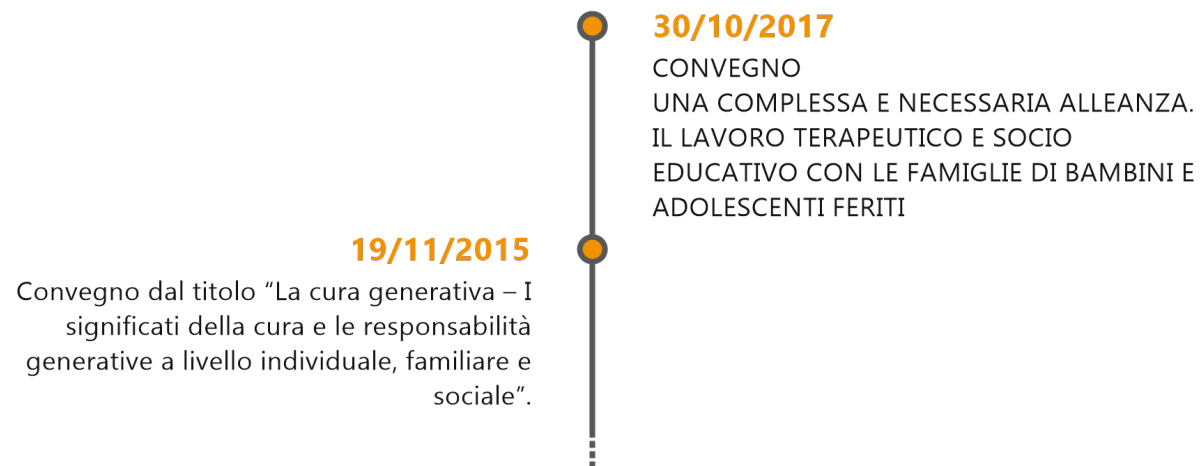 30/10/2017
CONVEGNO
UNA COMPLESSA E NECESSARIA ALLEANZA.
IL LAVORO TERAPEUTICO E SOCIO
EDUCATIVO CON LE FAMIGLIE DI BAMBINI E
ADOLESCENTI FERITI
19/11/2015
Convegno dal titolo “La cura generativa – I
significati della cura e le responsabilità
generative a livello individuale, familiare e
sociale”.